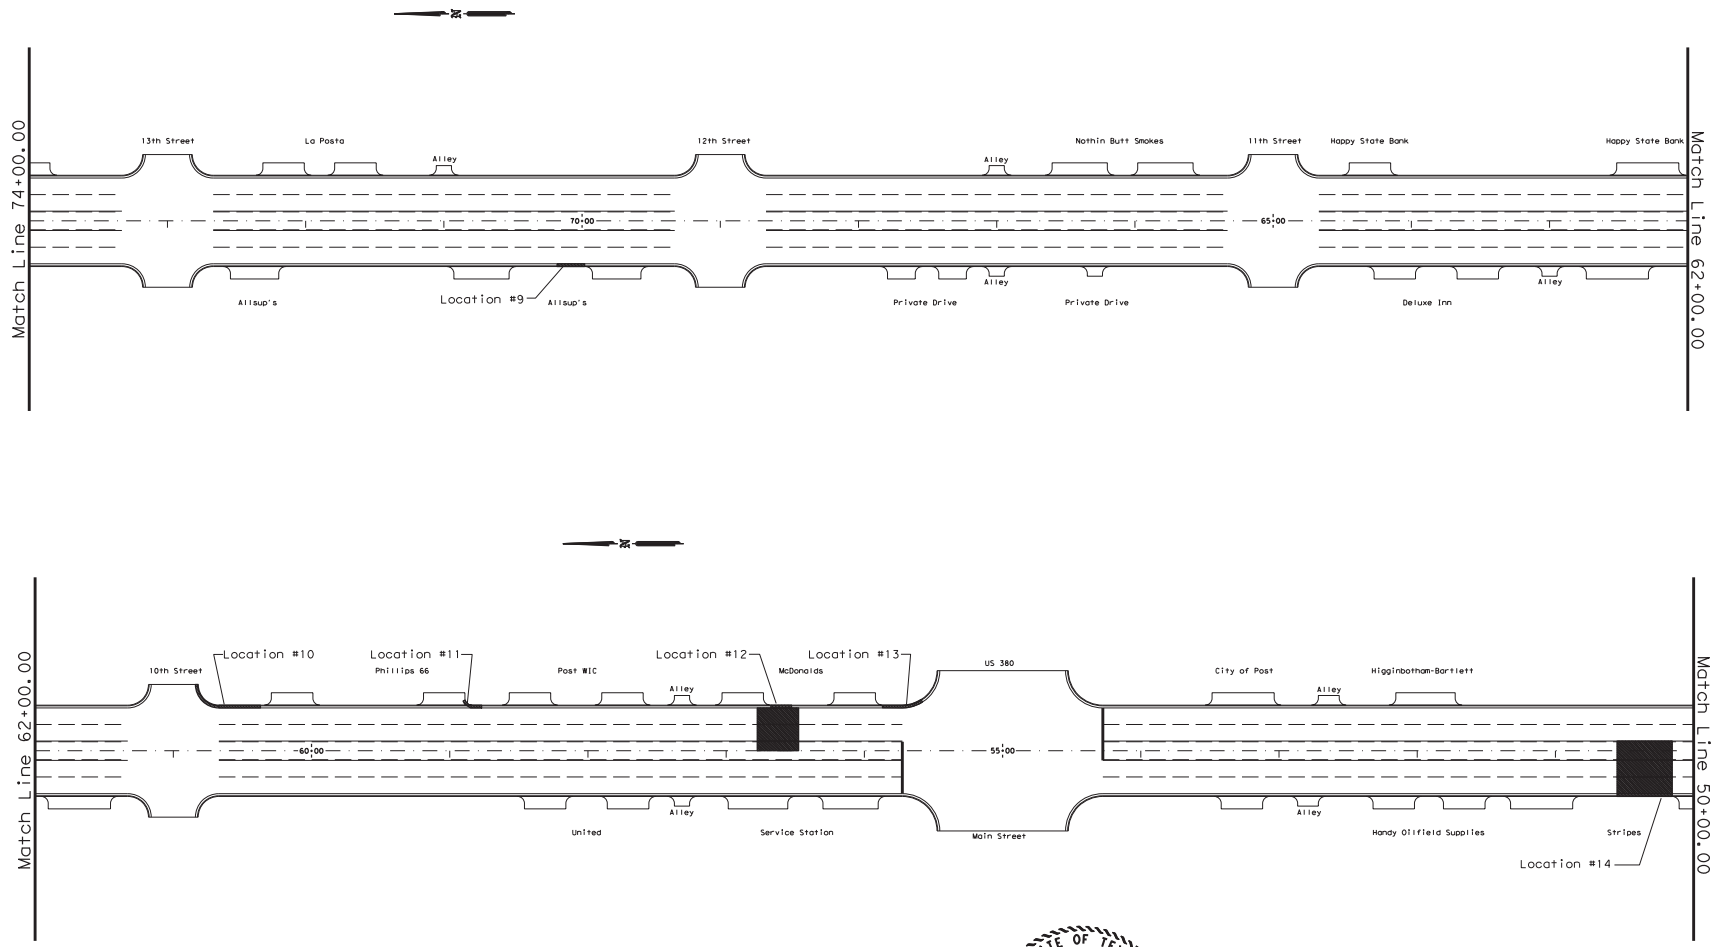 N
13th Street
La Posta
Alley
12th Street
Alley
Nothin Butt Smokes
11th Street
Happy State Bank
Happy State Bank
Match Line 74+00.00
70+00
65+00
Match Line 62+00.00
Allsup's
Location #9
Allsup's
Private Drive
Alley
Private Drive
Deluxe Inn
Alley
N
10th Street
Location #10
Location #11
Phillips 66
Post WIC
Location #12
Alley
McDonalds
Location #13
US 380
City of Post
Alley
Higginbotham-Bartlett
Match Line 62+00.00
60+00
55+00
Match Line 50+00.00
United
Alley
Service Station
Main Street
Alley
Handy Oilfield Supplies
Stripes
Location #14
TE OF TE